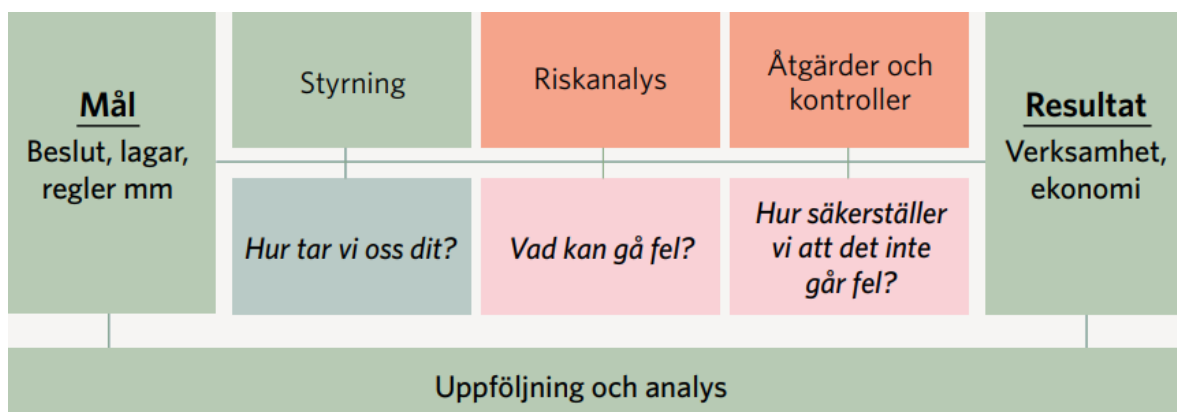 Mål
Beslut, lagar,
regler mm
Styrning
Hur tar vi oss dit?
Riskanalys
Vad kan gå fel?
Åtgärder och
kontroller
Hur säkerställer
vi att det inte
går fel?
Resultat
Verksamhet,
ekonomi
Uppföljning och analys